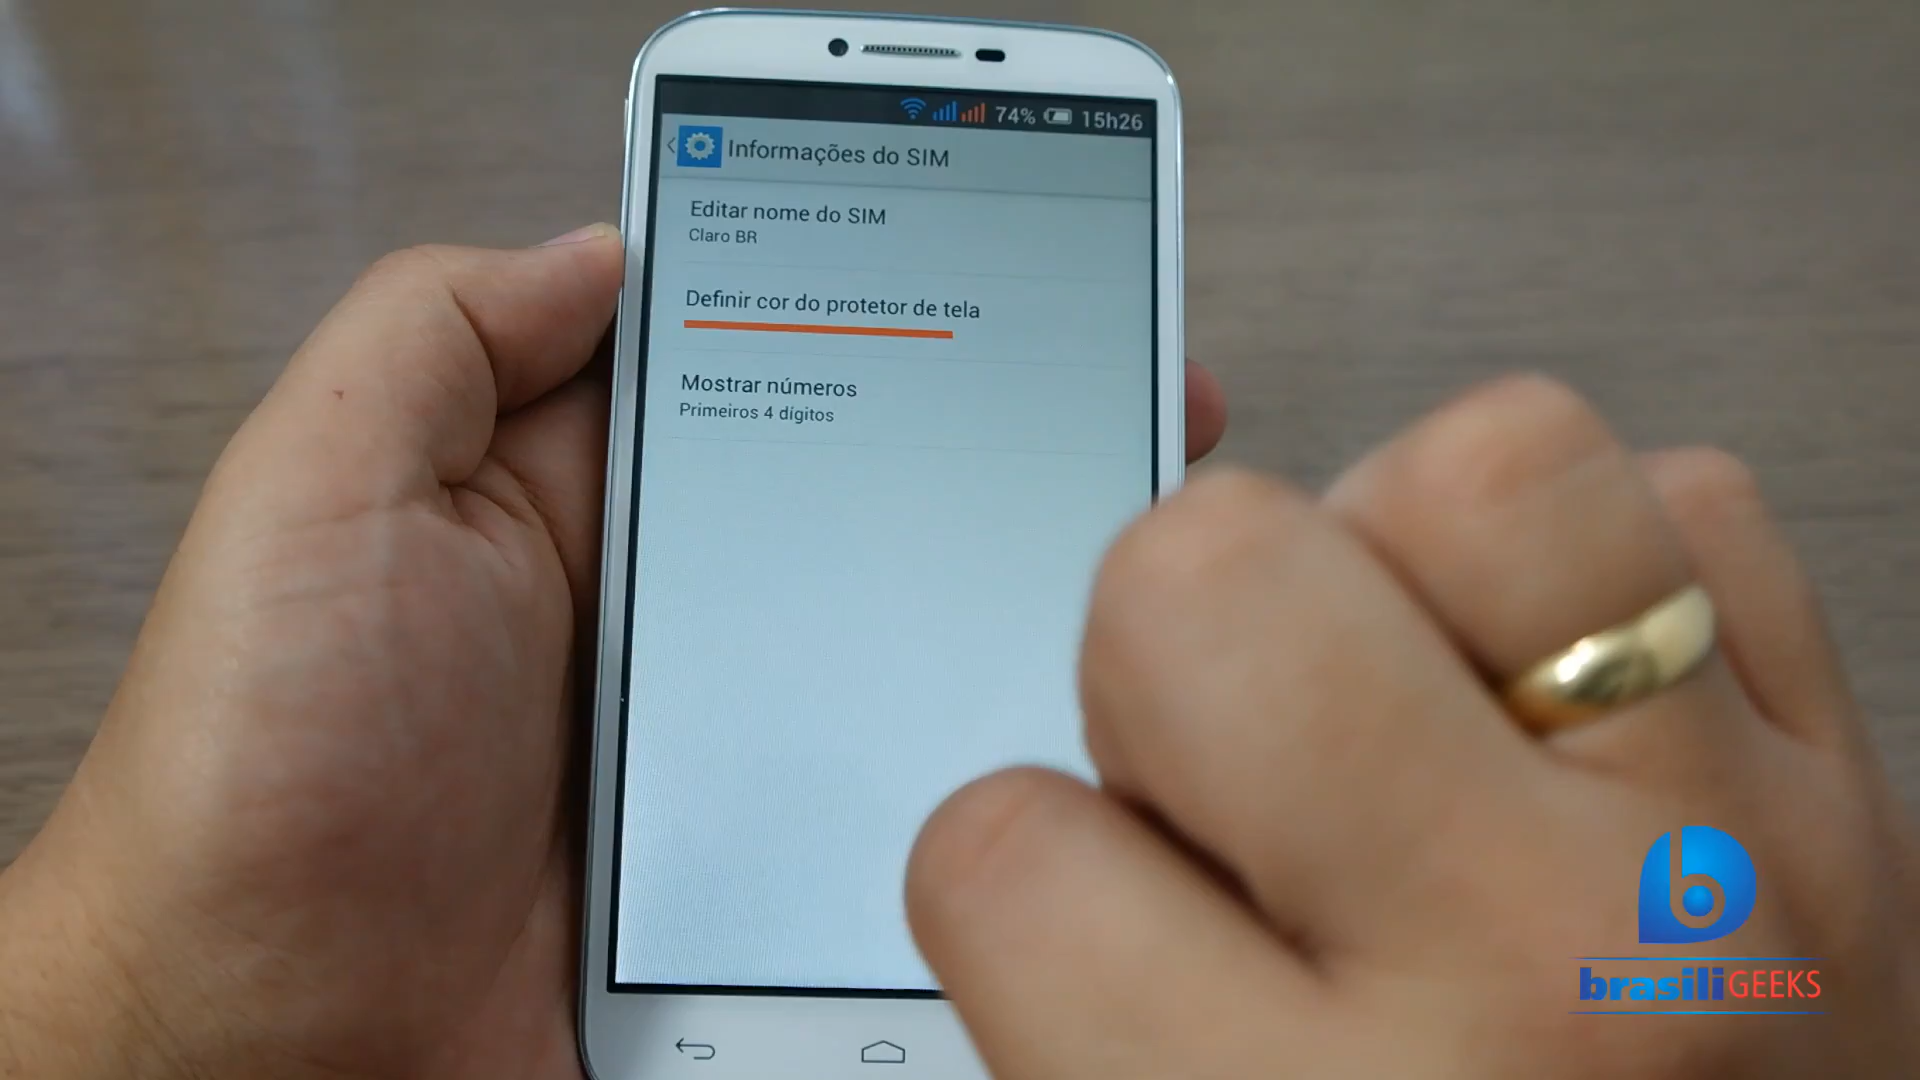 74% 15h26
Informações do SIM
Editar nome do SIM
Claro BR
Definir cor do protetor de tela
Mostrar números
Primeiros 4 dígitos
b
brasiliGEEKS